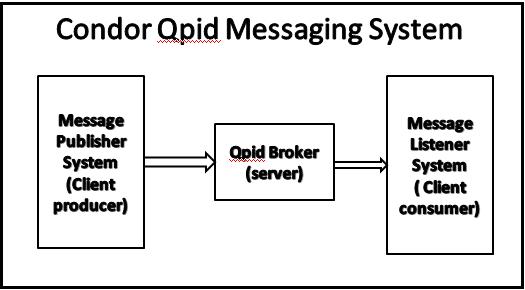 Condor Qpid Messaging System
Message
Publisher
System
(Client
producer)
Qpid Broker
(server)
Message
Listener
System
( Client
consumer)